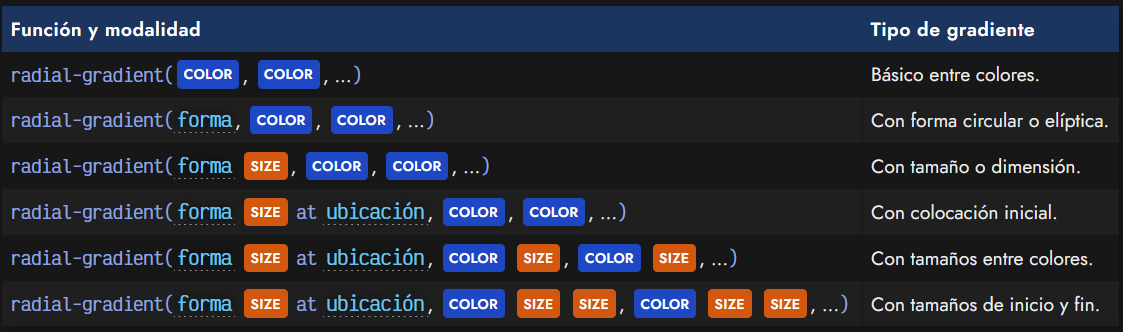 Función y modalidad Tipo de gradiente
radial-gradient( COLOR , COLOR , ...) Básico entre colores.
radial-gradient( forma, COLOR , COLOR , ...) Con forma circular o elíptica.
radial-gradient( forma SIZE , COLOR , COLOR , ...) Con tamaño o dimensión.
radial-gradient( forma SIZE at ubicación, COLOR , COLOR , ...) Con colocación inicial.
radial-gradient( forma SIZE at ubicación, COLOR SIZE , COLOR SIZE , ...) Con tamaños entre colores.
radial-gradient( forma SIZE at ubicación, COLOR SIZE SIZE , COLOR SIZE SIZE , ...) Con tamaños de inicio y fin.